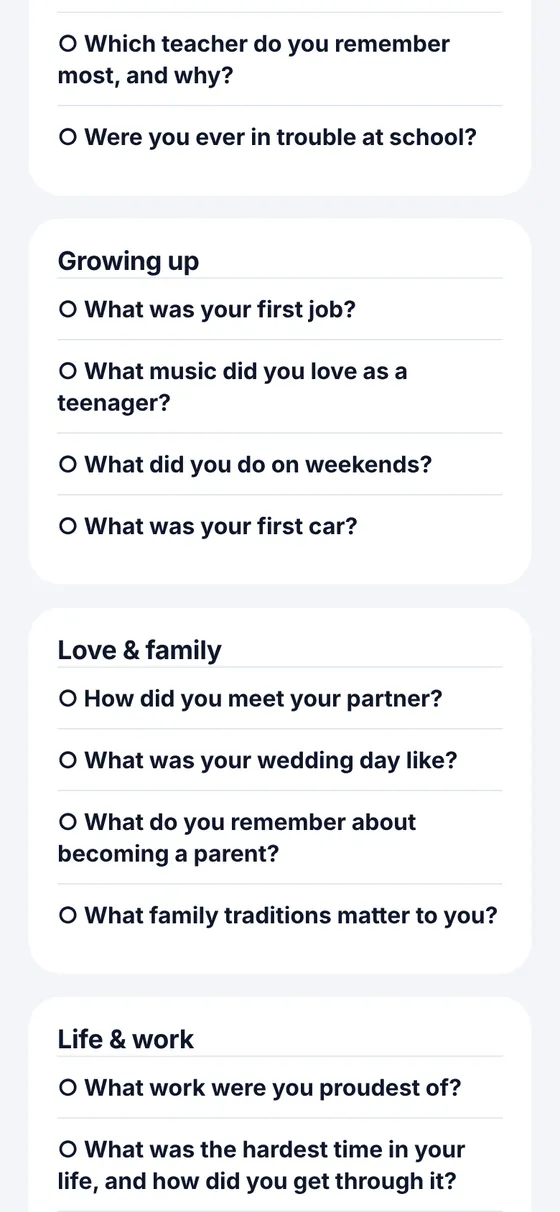 ○ Which teacher do you remember
most, and why?
○ Were you ever in trouble at school?
Growing up
○ What was your first job?
○ What music did you love as a
teenager?
○ What did you do on weekends?
○ What was your first car?
Love & family
○ How did you meet your partner?
○ What was your wedding day like?
○ What do you remember about
becoming a parent?
○ What family traditions matter to you?
Life & work
○ What work were you proudest of?
○ What was the hardest time in your
life, and how did you get through it?